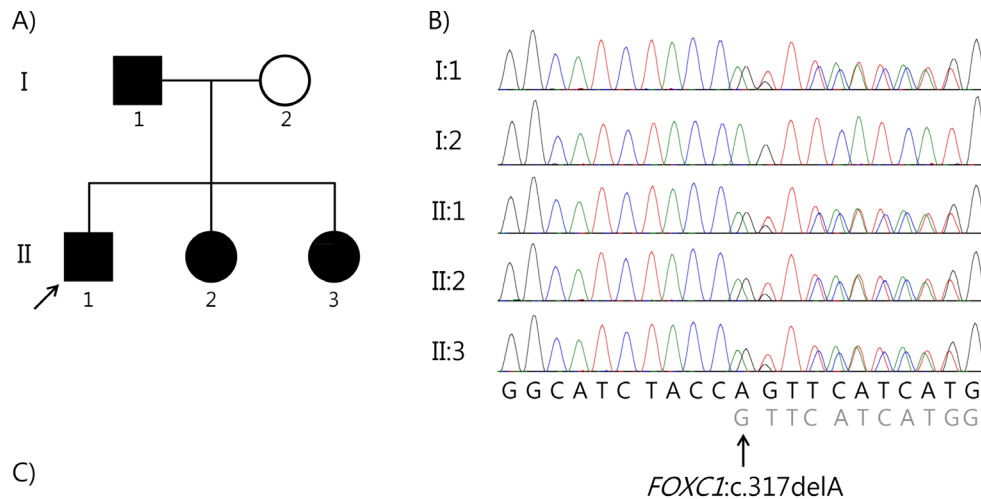 A)
I
1
2
II
1
2
3
B)
I:1
I:2
II:1
II:2
II:3
G G C A T C T A C C A G T T C A T C A T G
G T T C A T C A T G G
FOXC1:c.317delA
C)